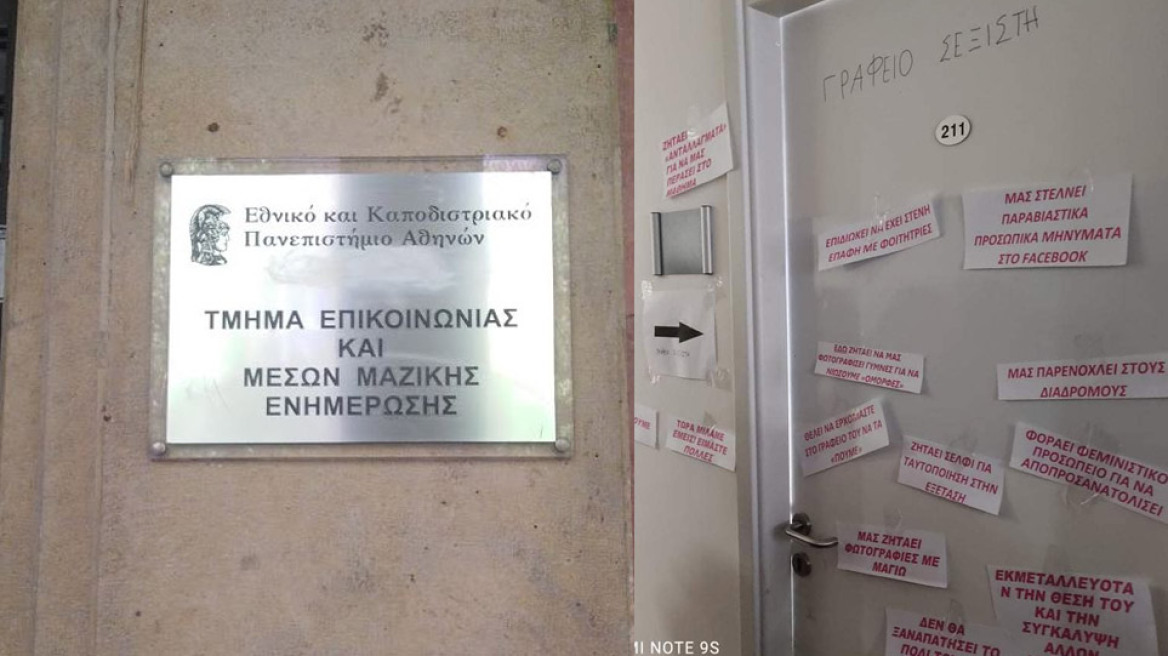 Εθνικό και Καποδιστριακό
Πανεπιστήμιο Αθηνών
ΤΜΗΜΑ ΕΠΙΚΟΙΝΩΝΙΑΣ
ΚΑΙ
ΜΕΣΩΝ ΜΑΖΙΚΗΣ
ΕΝΗΜΕΡΩΣΗΣ
ΓΡΑΦΕΙΟ ΣΕΞΙΣΤΗ
211
ΖΗΤΑΕΙ
«ΑΝΤΑΛΛΑΓΜΑΤΑ»
ΓΙΑ ΝΑ ΜΑΣ
ΠΕΡΑΣΕΙ ΣΤΟ
ΜΑΘΗΜΑ
ΕΠΙΔΙΩΚΕΙ ΝΑ ΕΧΕΙ ΣΤΕΝΗ
ΕΠΑΦΗ ΜΕ ΦΟΙΤΗΤΡΙΕΣ
ΜΑΣ ΣΤΕΛΝΕΙ
ΠΑΡΑΒΙΑΣΤΙΚΑ
ΠΡΟΣΩΠΙΚΑ ΜΗΝΥΜΑΤΑ
ΣΤΟ FACEBOOK
ΕΔΩ ΖΗΤΑΕΙ ΝΑ ΜΑΣ
ΦΩΤΟΓΡΑΦΙΣΕΙ ΓΥΜΝΕΣ ΓΙΑ ΝΑ
ΝΙΩΣΟΥΜΕ «ΟΜΟΡΦΕΣ»
ΜΑΣ ΠΑΡΕΝΟΧΛΕΙ ΣΤΟΥΣ
ΔΙΑΔΡΟΜΟΥΣ
ΟΥΜΕ
ΤΩΡΑ ΜΙΛΑΜΕ
ΕΜΕΙΣ! ΕΙΜΑΣΤΕ
ΠΟΛΛΕΣ
ΘΕΛΕΙ ΝΑ ΕΡΧΟΜΑΣΤΕ
ΣΤΟ ΓΡΑΦΕΙΟ ΤΟΥ ΝΑ ΤΑ
«ΠΟΥΜΕ»
ΖΗΤΑΕΙ ΣΕΛΦΙ ΓΙΑ
ΤΑΥΤΟΠΟΙΗΣΗ ΣΤΗΝ
ΕΞΕΤΑΣΗ
ΦΟΡΑΕΙ ΦΕΜΙΝΙΣΤΙΚΟ
ΠΡΟΣΩΠΕΙΟ ΓΙΑ ΝΑ
ΑΠΟΠΡΟΣΑΝΑΤΟΛΙΣΕΙ
ΜΑΣ ΖΗΤΑΕΙ
ΦΩΤΟΓΡΑΦΙΕΣ ΜΕ
ΜΑΓΙΩ
ΕΚΜΕΤΑΛΛΕΥΟΤΑ
Ν ΤΗΝ ΘΕΣΗ ΤΟΥ
ΚΑΙ ΤΗΝ
ΣΥΓΚΑΛΥΨΗ
ΑΛΛΩΝ
ΔΕΝ ΘΑ
ΞΑΝΑΠΑΤΗΣΕΙ ΤΟ
MI NOTE 9S